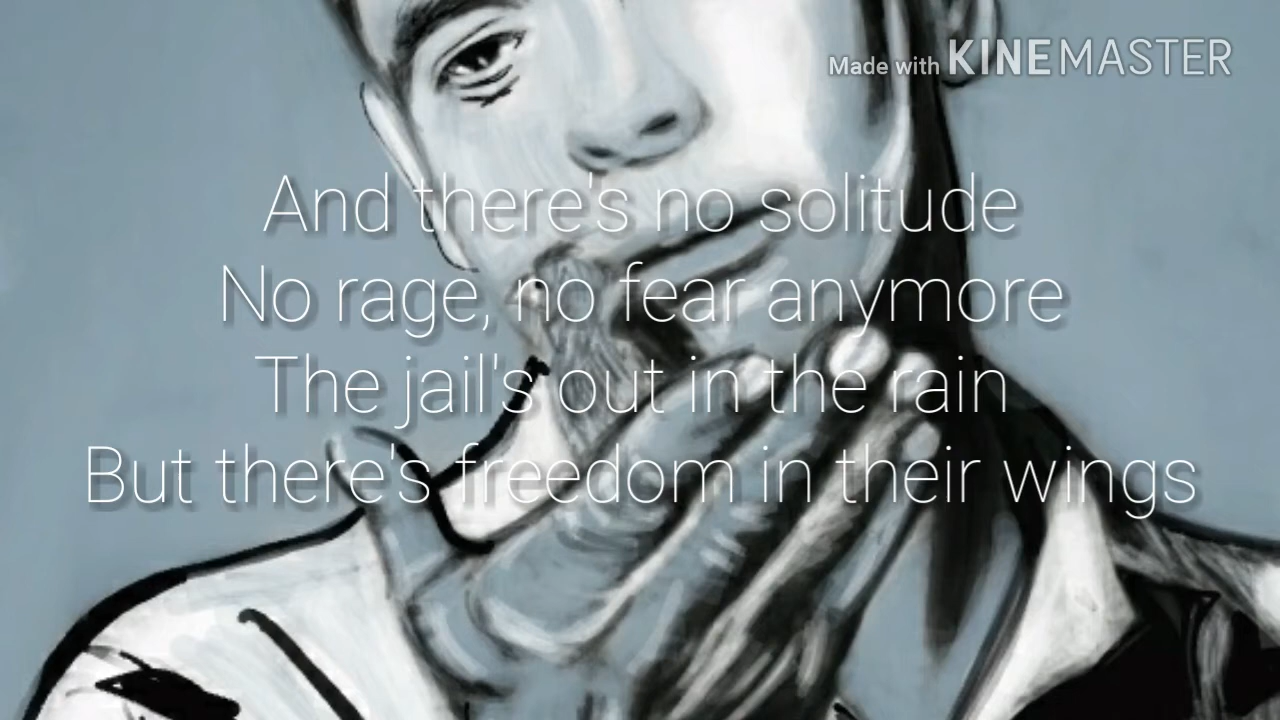 Made with KINEMASTER
And there's no solitude
No rage, no fear anymore
The jail's out in the rain
But there's freedom in their wings